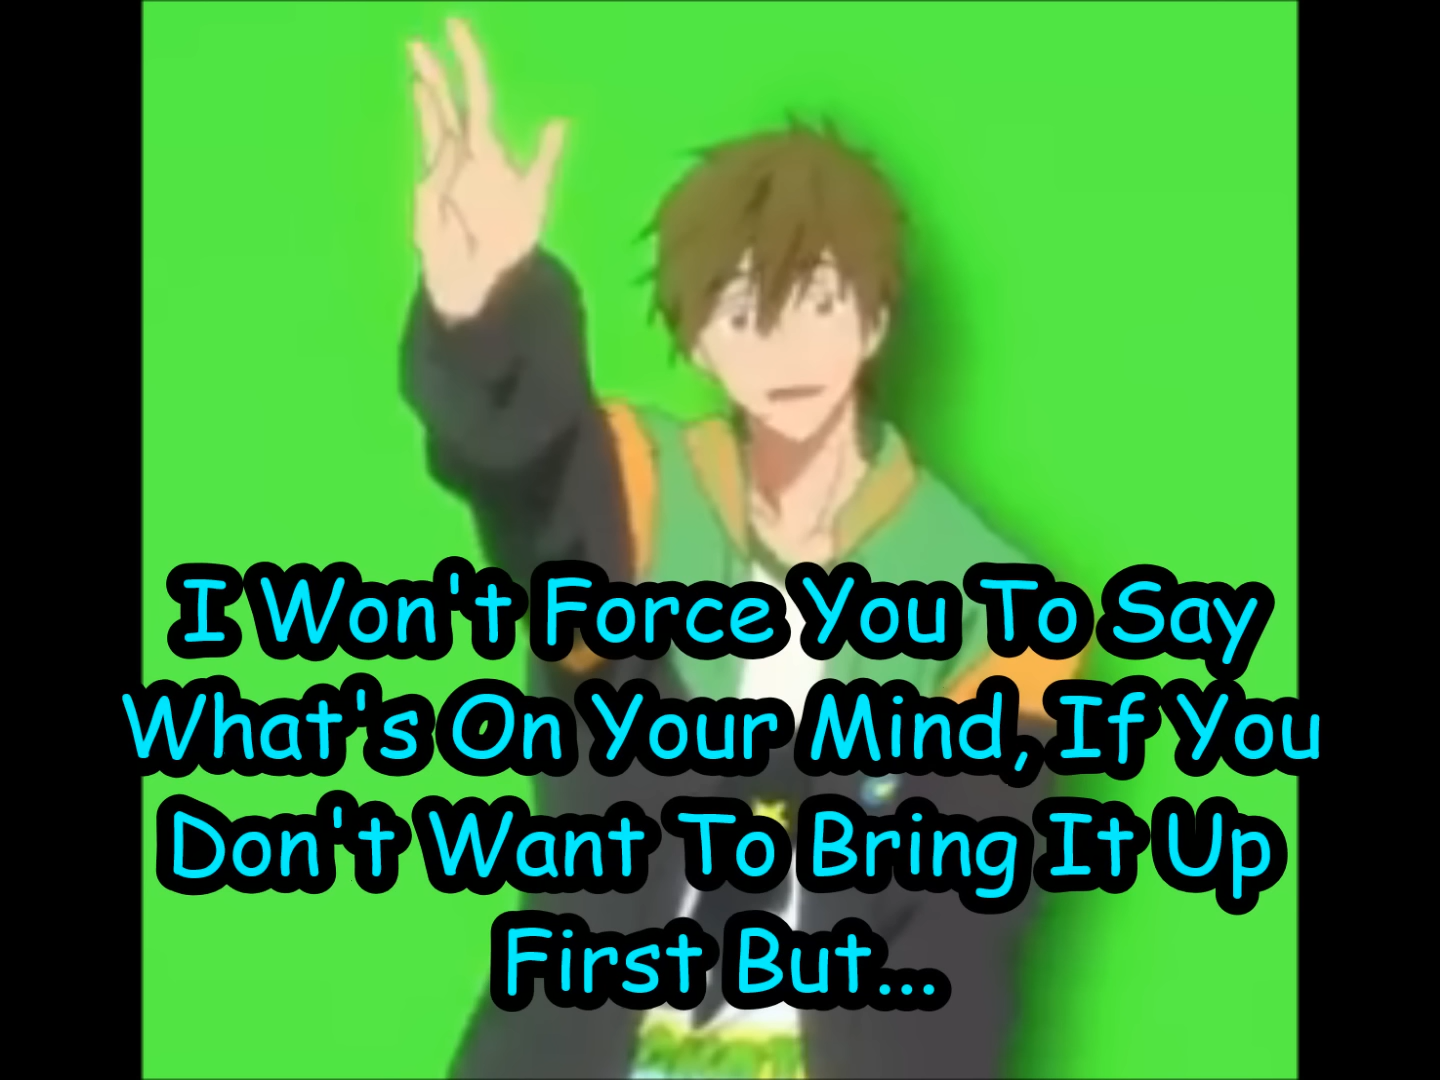 I Won't Force You To Say
What's On Your Mind, If You
Don't Want To Bring It Up
First But...